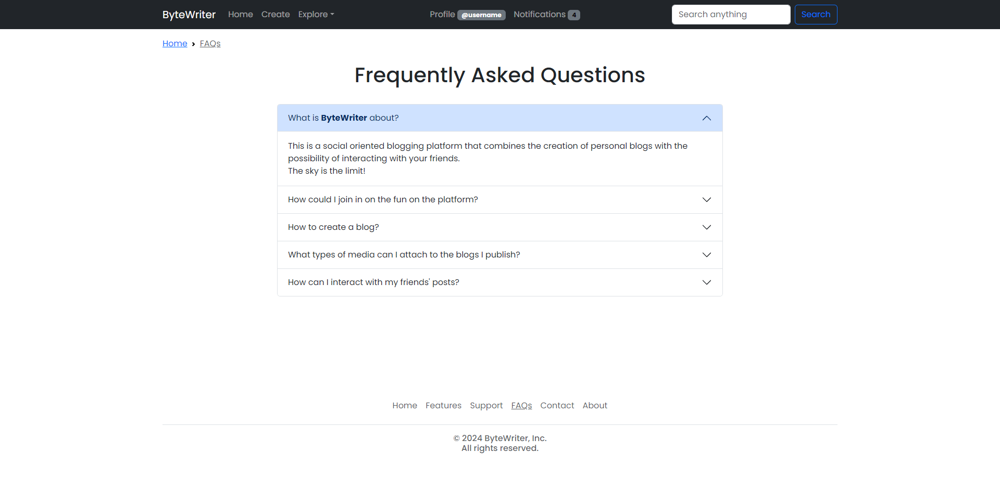 ByteWriter Home Create Explore Profile @username Notifications 4 Search anything Search
Home › FAQs
Frequently Asked Questions
What is ByteWriter about?
This is a social oriented blogging platform that combines the creation of personal blogs with the
possibility of interacting with your friends.
The sky is the limit!
How could I join in on the fun on the platform?
How to create a blog?
What types of media can I attach to the blogs I publish?
How can I interact with my friends' posts?
Home Features Support FAQs Contact About
© 2024 ByteWriter, Inc.
All rights reserved.